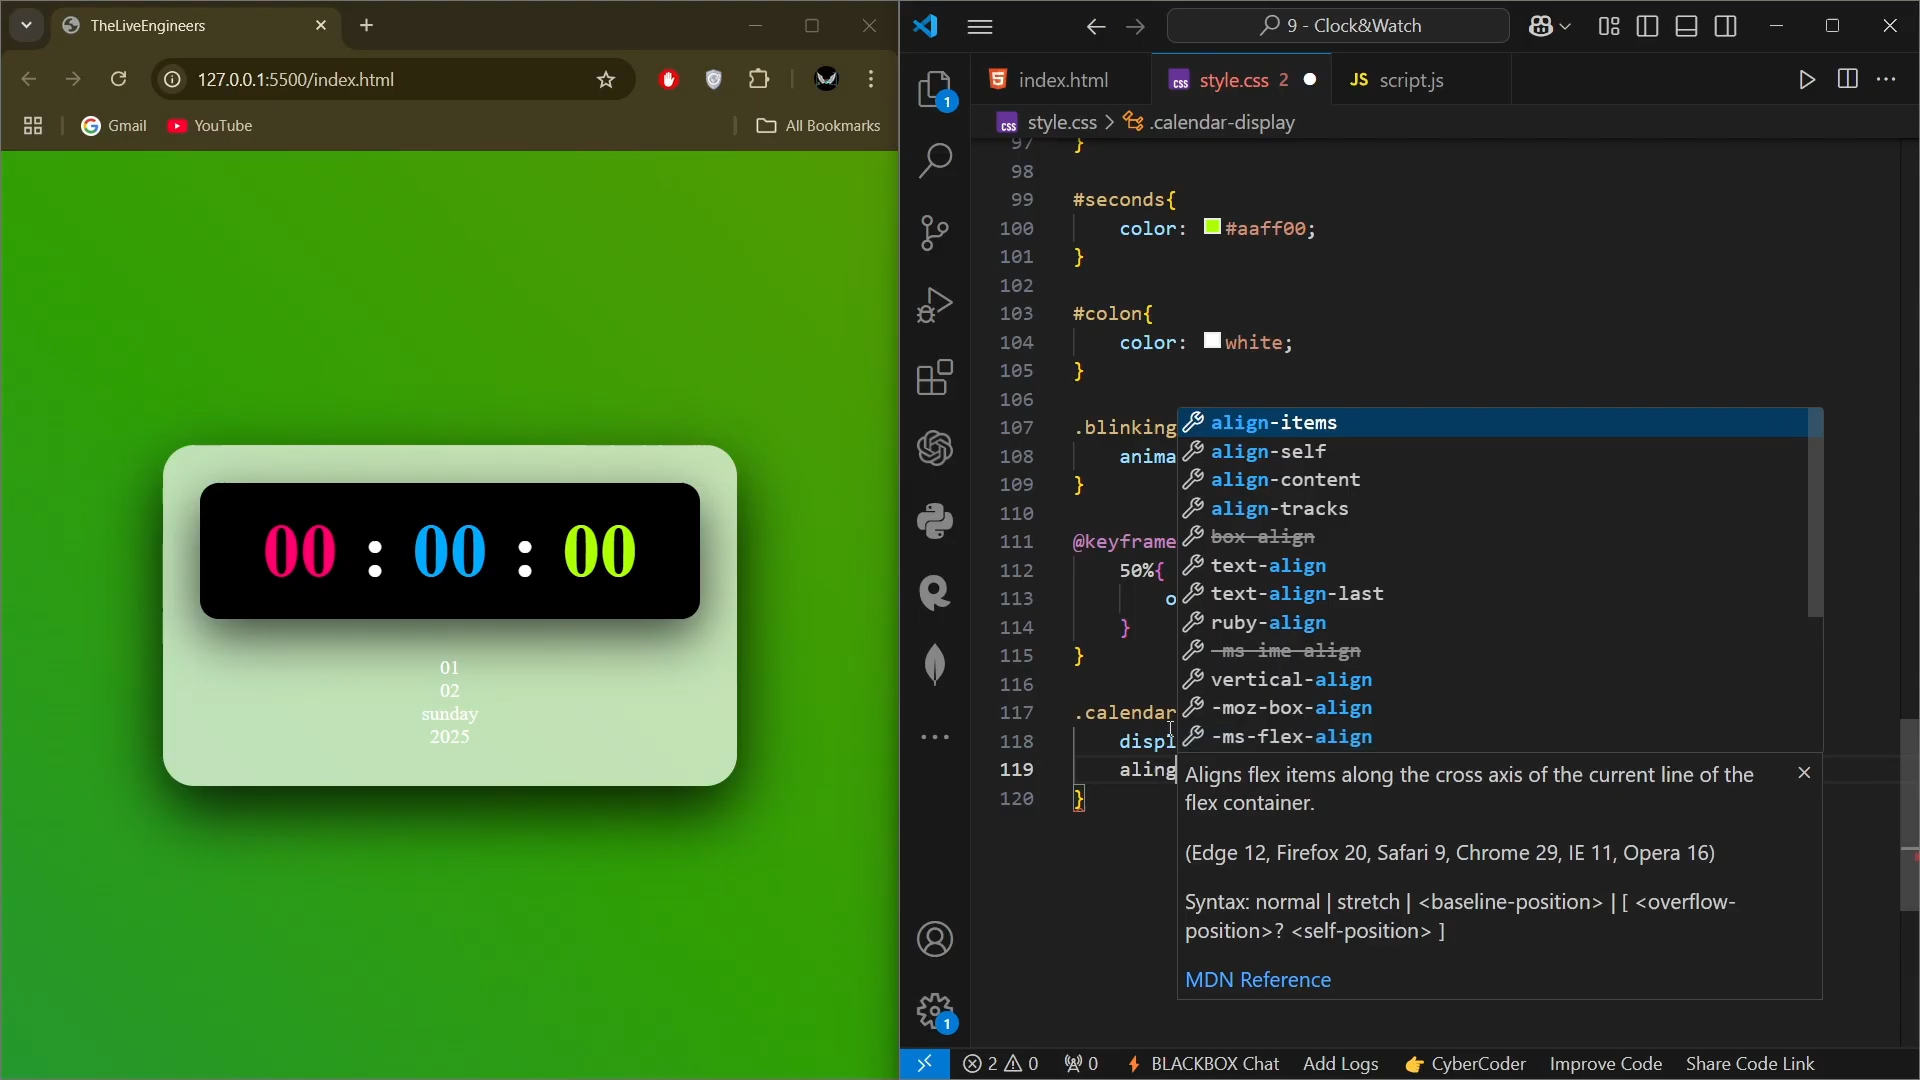 TheLiveEngineers
127.0.0.1:5500/index.html
Gmail
YouTube
All Bookmarks
00 : 00 : 00
01
02
sunday
2025
9 - Clock&Watch
1
index.html
css style.css 2
JS script.js
css style.css > .calendar-display
97 }
98
99 #seconds{
100 color: #aaff00;
101 }
102
103 #colon{
104 color: white;
105 }
106
107 .blinking
108 anima
109 }
110
111 @keyframe
112 50%{
113 o
114 }
115 }
116
117 .calendar
118 displ
119 aling
120 }
align-items
align-self
align-content
align-tracks
box-align
text-align
text-align-last
ruby-align
-ms-ime-align
vertical-align
-moz-box-align
-ms-flex-align
Aligns flex items along the cross axis of the current line of the
flex container.
(Edge 12, Firefox 20, Safari 9, Chrome 29, IE 11, Opera 16)
Syntax: normal | stretch | <baseline-position> | [ <overflow-
position>? <self-position> ]
MDN Reference
1
2 0 0 BLACKBOX Chat Add Logs CyberCoder Improve Code Share Code Link